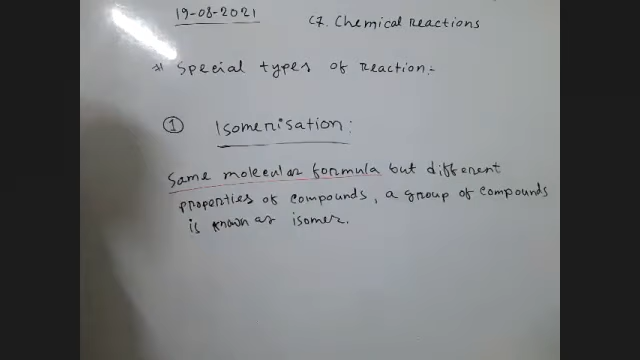 19-08-2021
C7. Chemical Reactions
* Special types of Reaction:-
① Isomerisation:
Same molecular formula but different
properties of compounds, a group of compounds
is known as isomer.